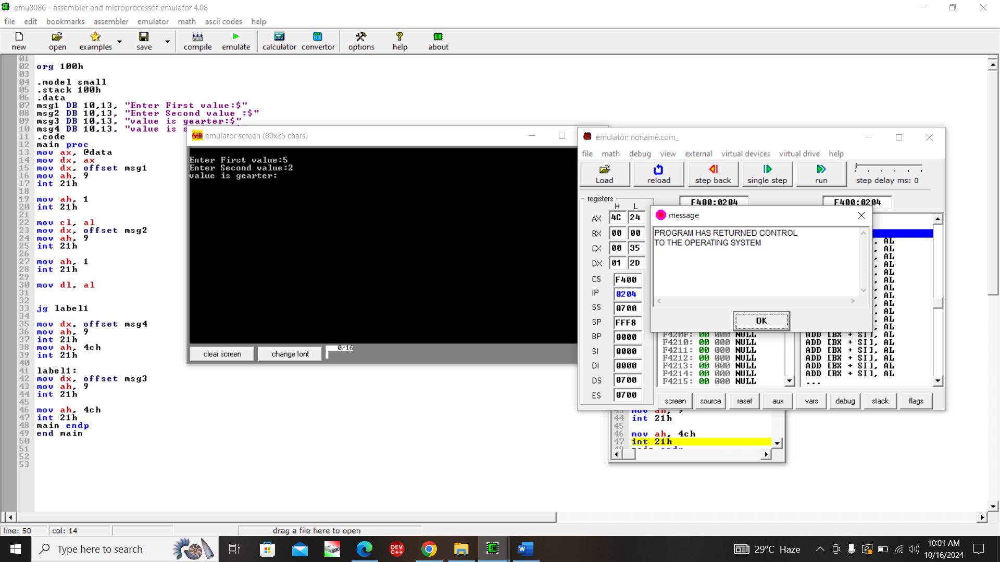 emu8086 - assembler and microprocessor emulator 4.08
file edit bookmarks assembler emulator math ascii codes help
new open examples save compile emulate calculator convertor options help about
01
02 org 100h
03
04 .model small
05 .stack 100h
06 .data
07 msg1 DB 10,13, "Enter First value:$"
08 msg2 DB 10,13, "Enter Second value :$"
09 msg3 DB 10,13, "value is gearter:$"
10 msg4 DB 10,13, "value is s
11 .code
12 main proc
13 mov ax, @data
14 mov dx, ax
15 mov dx, offset msg1
16 mov ah, 9
17 int 21h
18
19 mov ah, 1
20 int 21h
21
22 mov cl, al
23 mov dx, offset msg2
24 mov ah, 9
25 int 21h
26
27 mov ah, 1
28 int 21h
29
30 mov dl, al
31
32
33 jg label1
34
35 mov dx, offset msg4
36 mov ah, 9
37 int 21h
38 mov ah, 4ch
39 int 21h
40
41 label1:
42 mov dx, offset msg3
43 mov ah, 9
44 int 21h
45
46 mov ah, 4ch
47 int 21h
48 main endp
49 end main
50
51
52
53
SCR emulator screen (80x25 chars)
Enter First value:5
Enter Second value:2
value is gearter:
clear screen change font 0/16
emulator: noname.com_
file math debug view external virtual devices virtual drive help
Load reload step back single step run step delay ms: 0
registers F400:0204 F400:0204
H L
AX 4C 24
BX 00 00
CX 00 35
DX 01 2D
CS F400
IP 0204
SS 0700
SP FFF8
BP 0000
SI 0000
DI 0000
DS 0700
ES 0700
message
PROGRAM HAS RETURNED CONTROL
TO THE OPERATING SYSTEM
OK
, AL
, AL
, AL
, AL
, AL
, AL
, AL
, AL
, AL
, AL
, AL
, AL
F420F: 00 000 NULL ADD [BX + SI], AL
F4210: 00 000 NULL ADD [BX + SI], AL
F4211: 00 000 NULL ADD [BX + SI], AL
F4212: 00 000 NULL ADD [BX + SI], AL
F4213: 00 000 NULL ADD [BX + SI], AL
F4214: 00 000 NULL ADD [BX + SI], AL
F4215: 00 000 NULL ...
screen source reset aux vars debug stack flags
43 mov ah, 9
44 int 21h
45
46 mov ah, 4ch
47 int 21h
line: 50 col: 14 drag a file here to open
Type here to search
DEV C++
29°C Haze
10:01 AM
10/16/2024